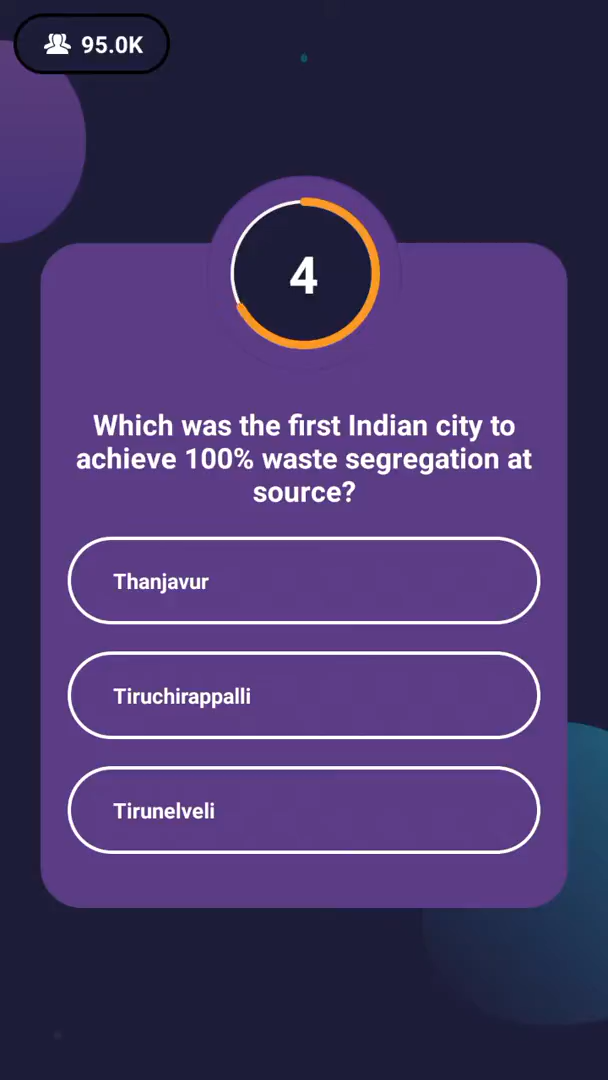 95.0K
4
Which was the first Indian city to
achieve 100% waste segregation at
source?
Thanjavur
Tiruchirappalli
Tirunelveli